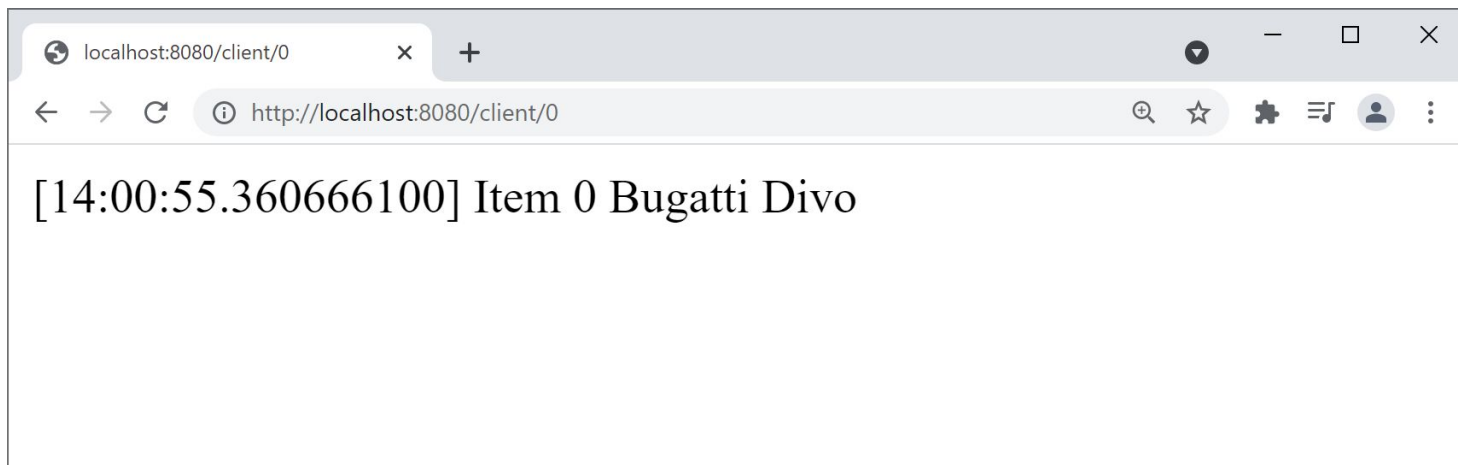 localhost:8080/client/0
http://localhost:8080/client/0
[14:00:55.360666100] Item 0 Bugatti Divo